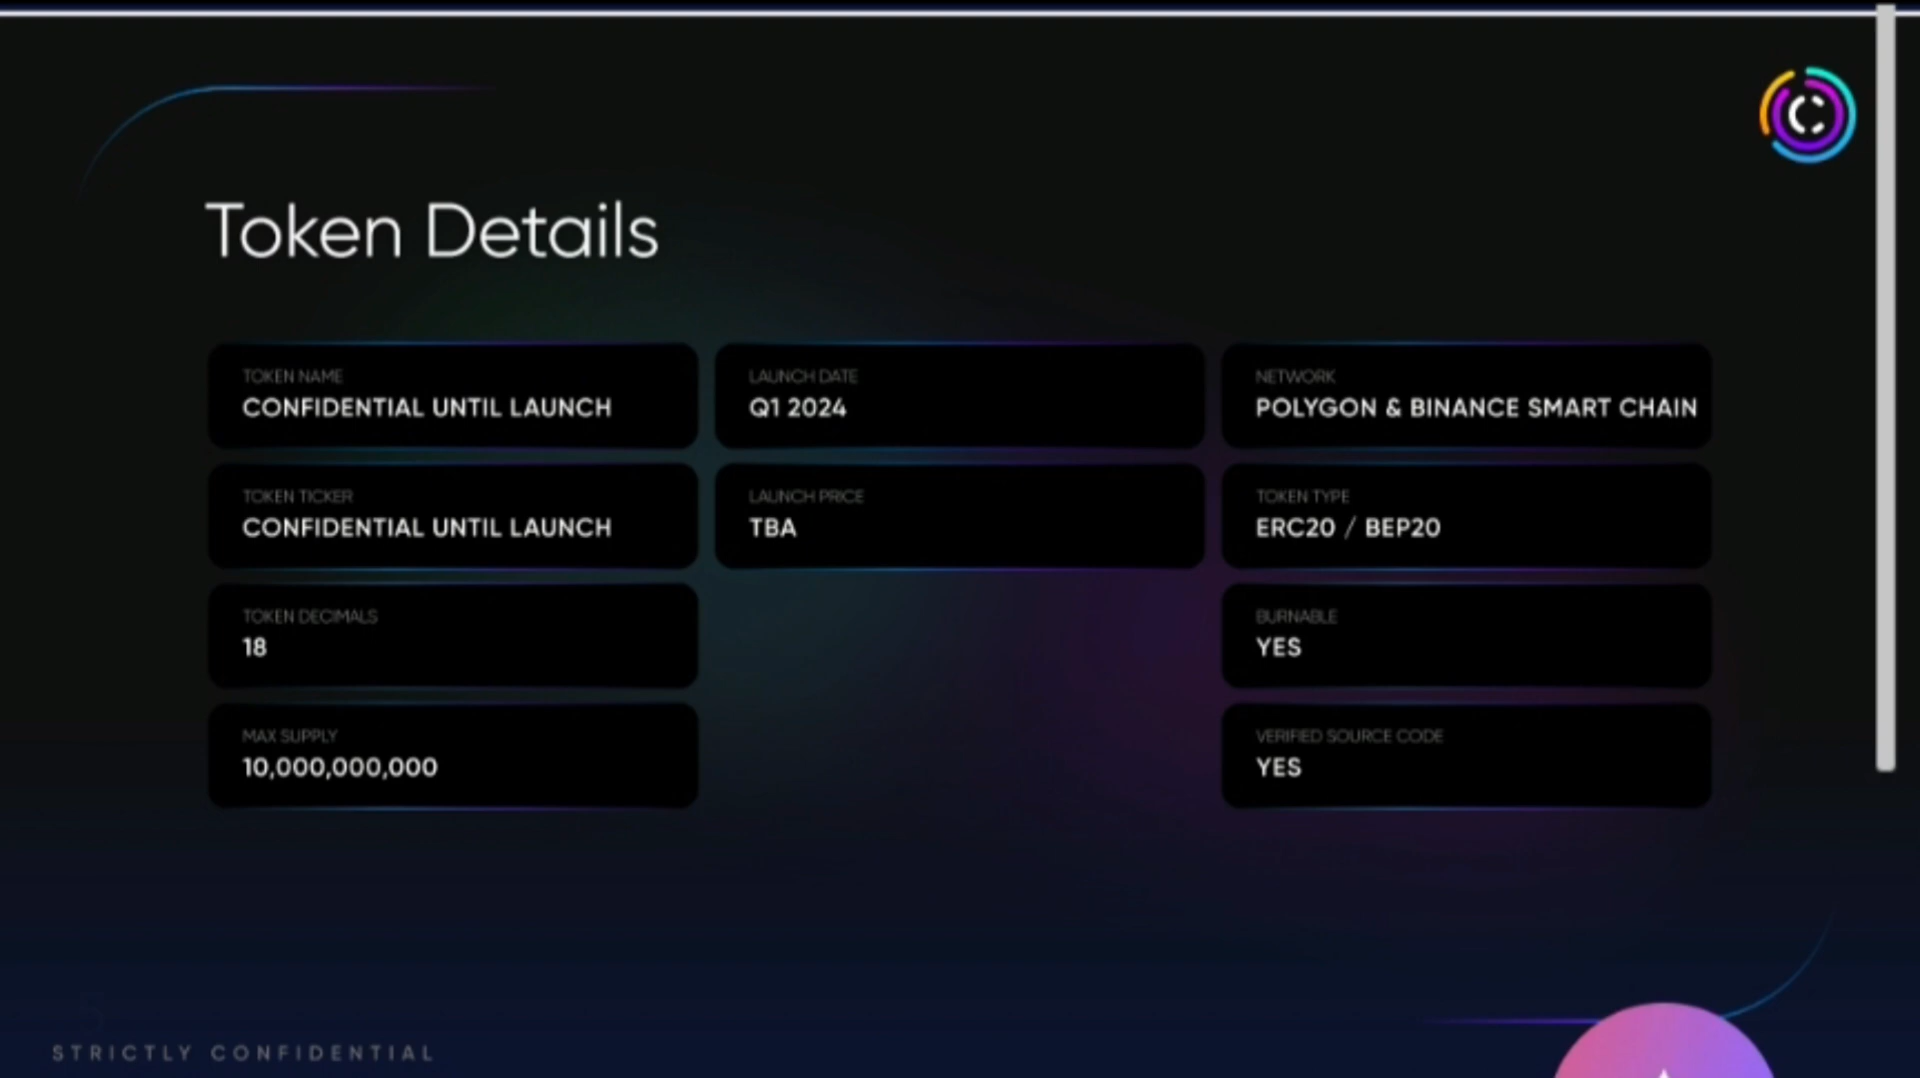 Token Details
TOKEN NAME
CONFIDENTIAL UNTIL LAUNCH
LAUNCH DATE
Q1 2024
NETWORK
POLYGON & BINANCE SMART CHAIN
TOKEN TICKER
CONFIDENTIAL UNTIL LAUNCH
LAUNCH PRICE
TBA
TOKEN TYPE
ERC20 / BEP20
TOKEN DECIMALS
18
BURNABLE
YES
MAX SUPPLY
10,000,000,000
VERIFIED SOURCE CODE
YES
5
STRICTLY CONFIDENTIAL